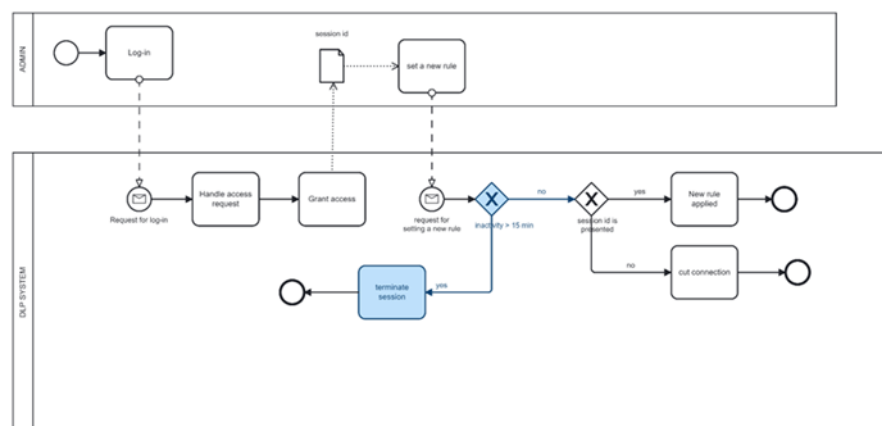 ADMIN
Log-in
session id
set a new rule
DLP SYSTEM
Request for log-in
Handle access
request
Grant access
request for
setting a new rule
inactivity > 15 min
no
session id is
presented
yes
New rule
applied
no
cut connection
yes
terminate
session